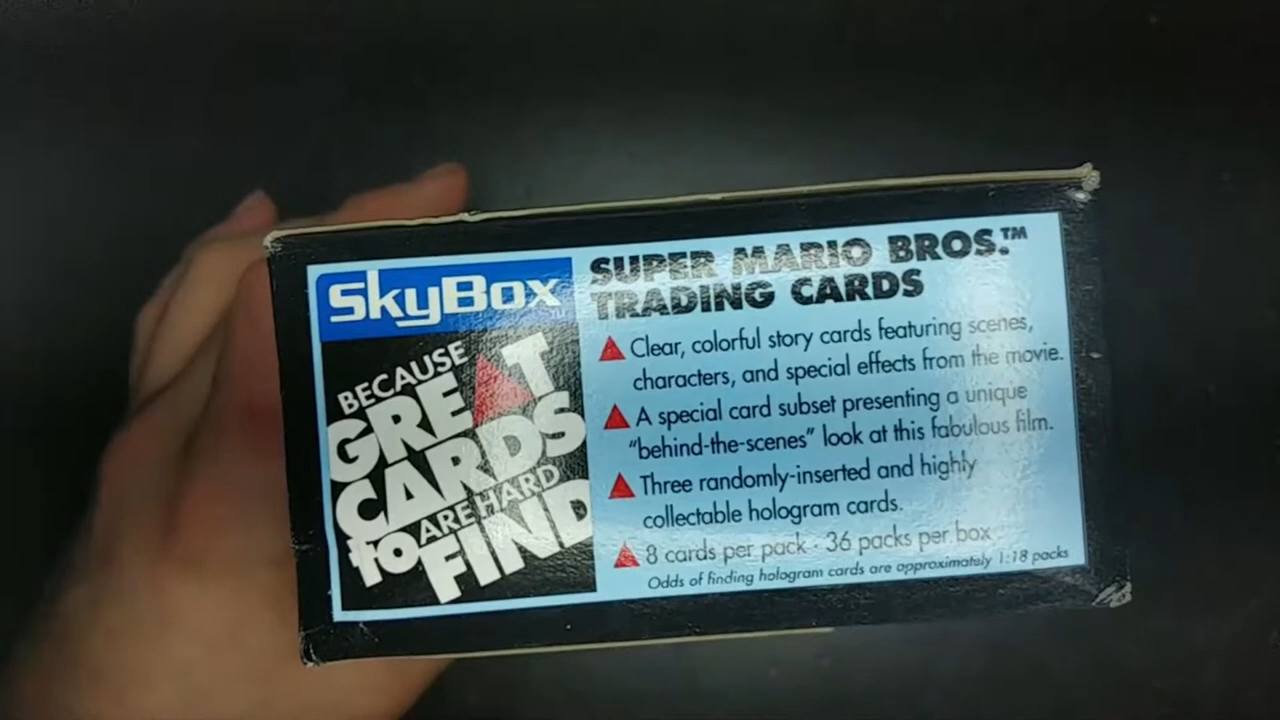 SkyBox
BECAUSE
GREAT
CARDS
ARE HARD
to FIND
SUPER MARIO BROS.™
TRADING CARDS
Clear, colorful story cards featuring scenes,
characters, and special effects from the movie.
A special card subset presenting a unique
"behind-the-scenes" look at this fabulous film.
Three randomly-inserted and highly
collectable hologram cards.
8 cards per pack · 36 packs per box
Odds of finding hologram cards are approximately 1:18 packs